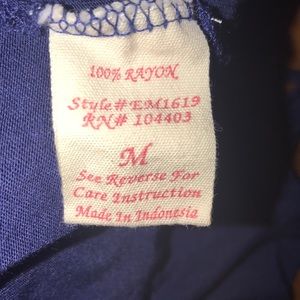 100% RAYON
Style# EM1619
RN# 104403
M
See Reverse For
Care Instruction
Made In Indonesia